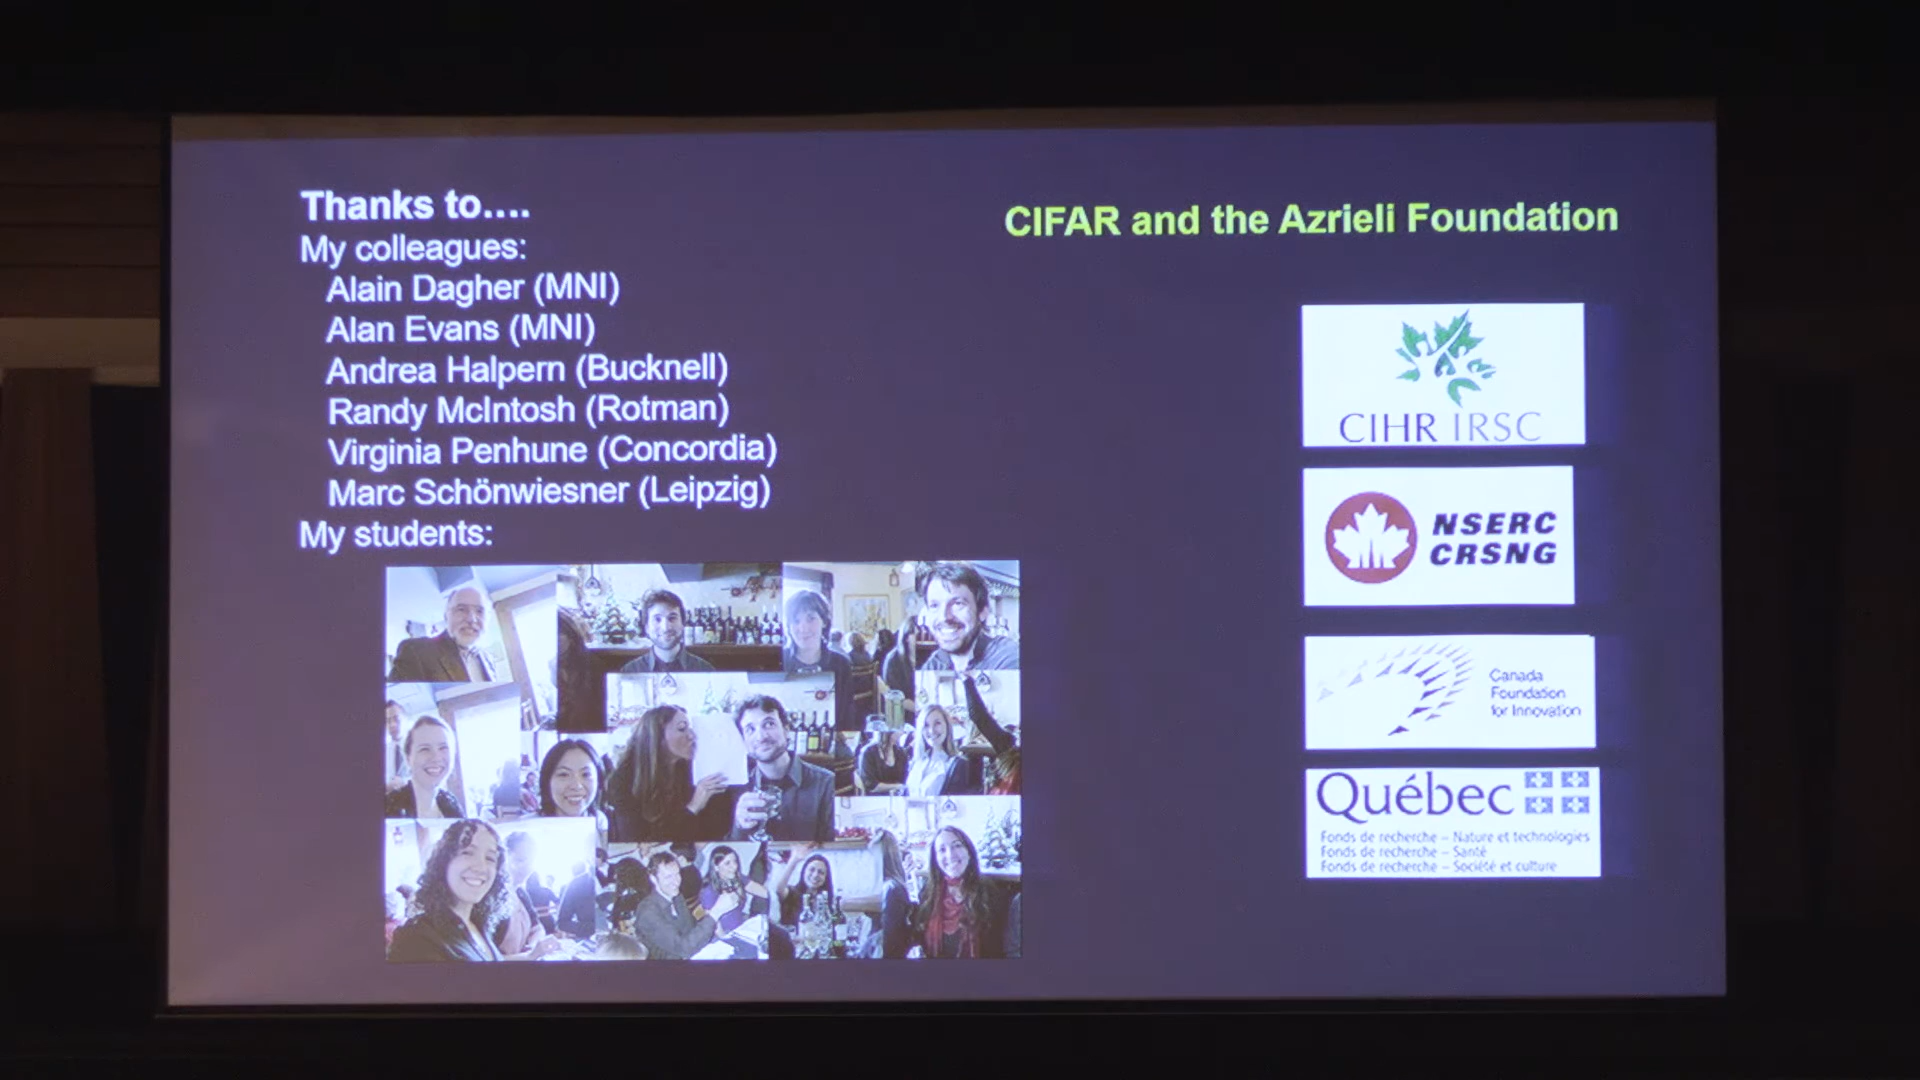 Thanks to....
My colleagues:
Alain Dagher (MNI)
Alan Evans (MNI)
Andrea Halpern (Bucknell)
Randy McIntosh (Rotman)
Virginia Penhune (Concordia)
Marc Schönwiesner (Leipzig)
My students:
CIFAR and the Azrieli Foundation
CIHR IRSC
NSERC
CRSNG
Canada
Foundation
for Innovation
Québec
Fonds de recherche – Nature et technologies
Fonds de recherche – Santé
Fonds de recherche – Société et culture